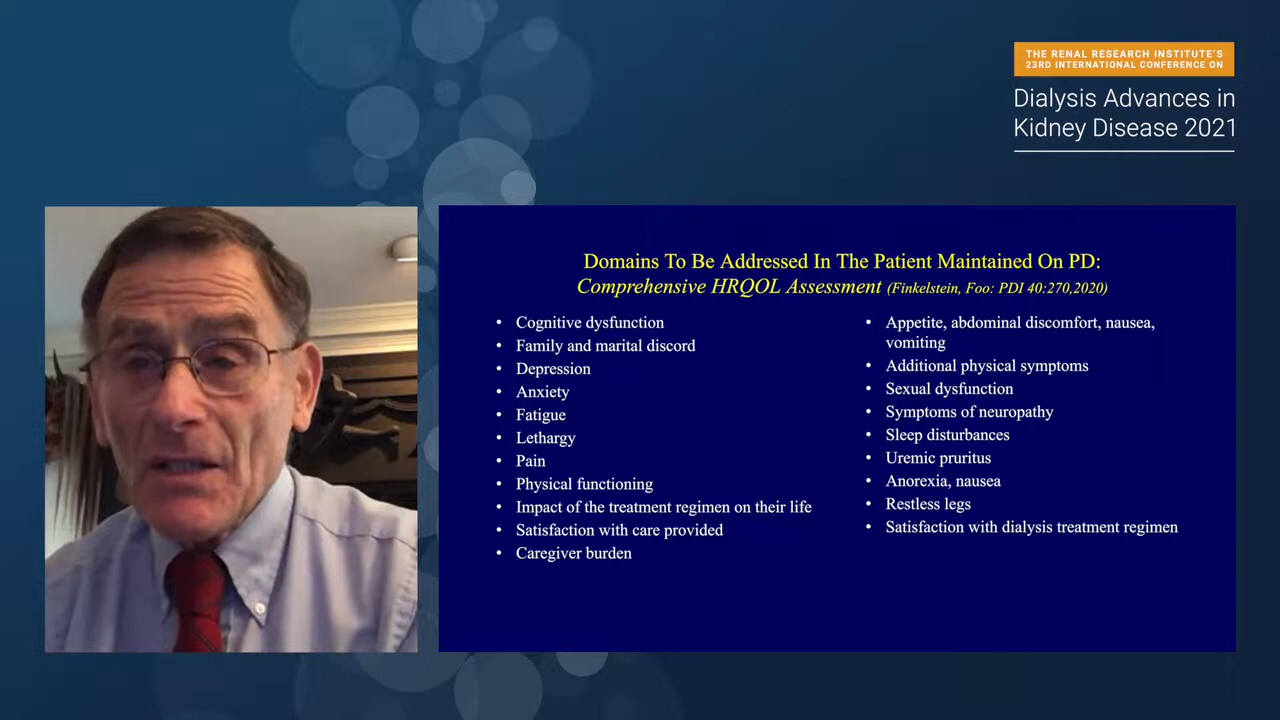 THE RENAL RESEARCH INSTITUTE'S
23RD INTERNATIONAL CONFERENCE ON
Dialysis Advances in
Kidney Disease 2021
Domains To Be Addressed In The Patient Maintained On PD:
Comprehensive HRQOL Assessment (Finkelstein, Foo: PDI 40:270,2020)
• Cognitive dysfunction
• Family and marital discord
• Depression
• Anxiety
• Fatigue
• Lethargy
• Pain
• Physical functioning
• Impact of the treatment regimen on their life
• Satisfaction with care provided
• Caregiver burden
• Appetite, abdominal discomfort, nausea,
vomiting
• Additional physical symptoms
• Sexual dysfunction
• Symptoms of neuropathy
• Sleep disturbances
• Uremic pruritus
• Anorexia, nausea
• Restless legs
• Satisfaction with dialysis treatment regimen